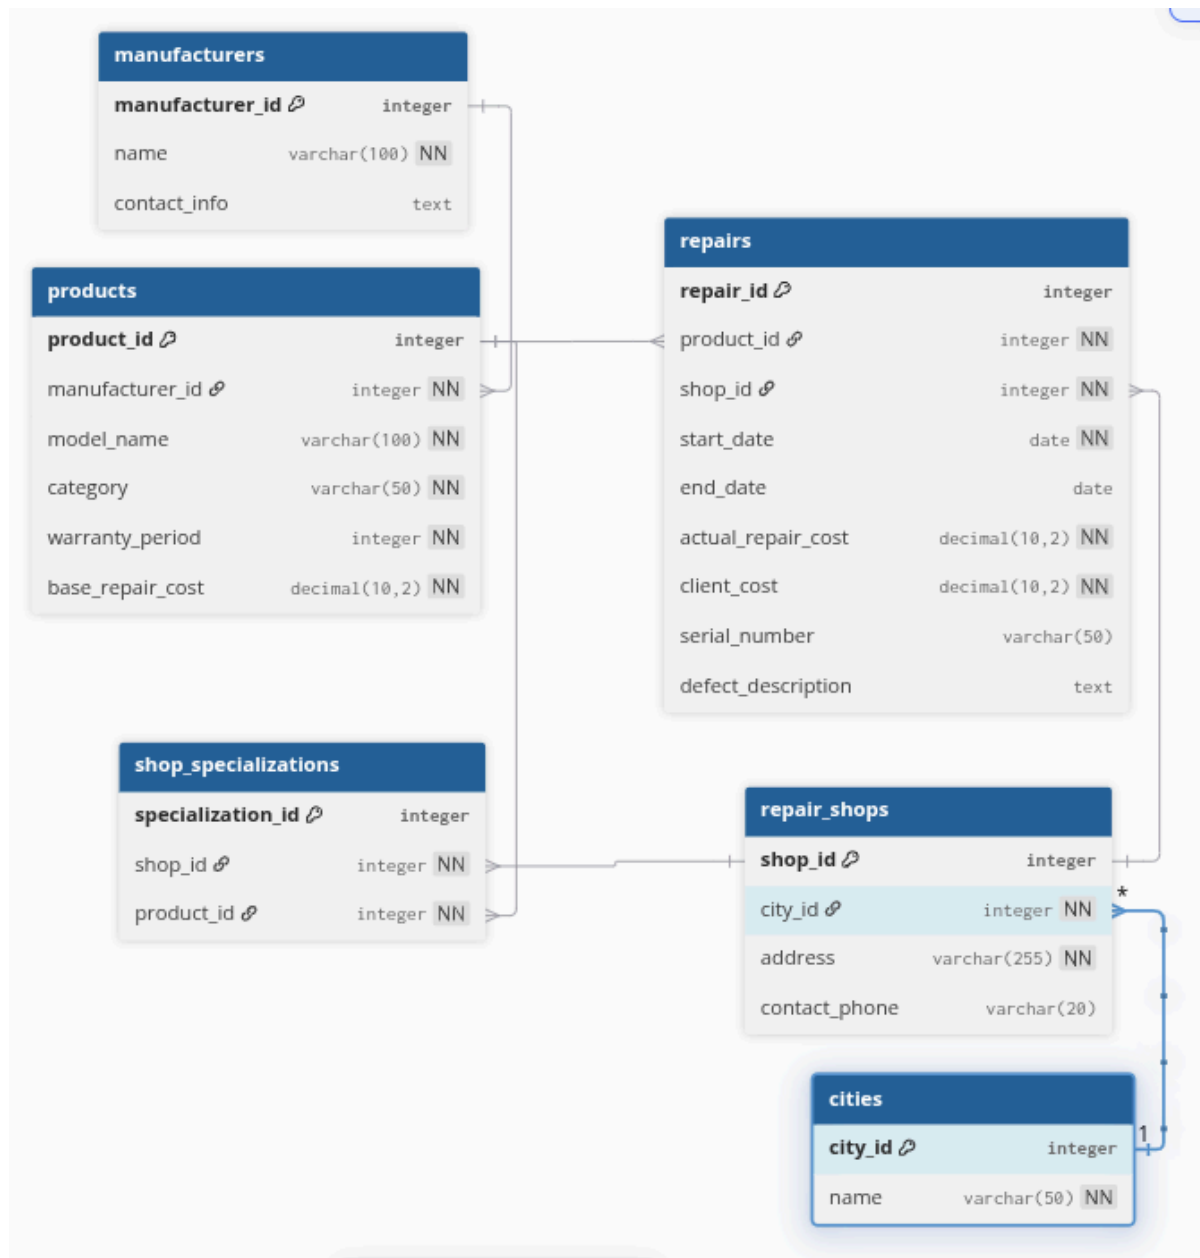 manufacturers
manufacturer_id integer
name varchar(100) NN
contact_info text
products
product_id integer
manufacturer_id integer NN
model_name varchar(100) NN
category varchar(50) NN
warranty_period integer NN
base_repair_cost decimal(10,2) NN
repairs
repair_id integer
product_id integer NN
shop_id integer NN
start_date date NN
end_date date
actual_repair_cost decimal(10,2) NN
client_cost decimal(10,2) NN
serial_number varchar(50)
defect_description text
shop_specializations
specialization_id integer
shop_id integer NN
product_id integer NN
repair_shops
shop_id integer
*
city_id integer NN
address varchar(255) NN
contact_phone varchar(20)
cities
1
city_id integer
name varchar(50) NN